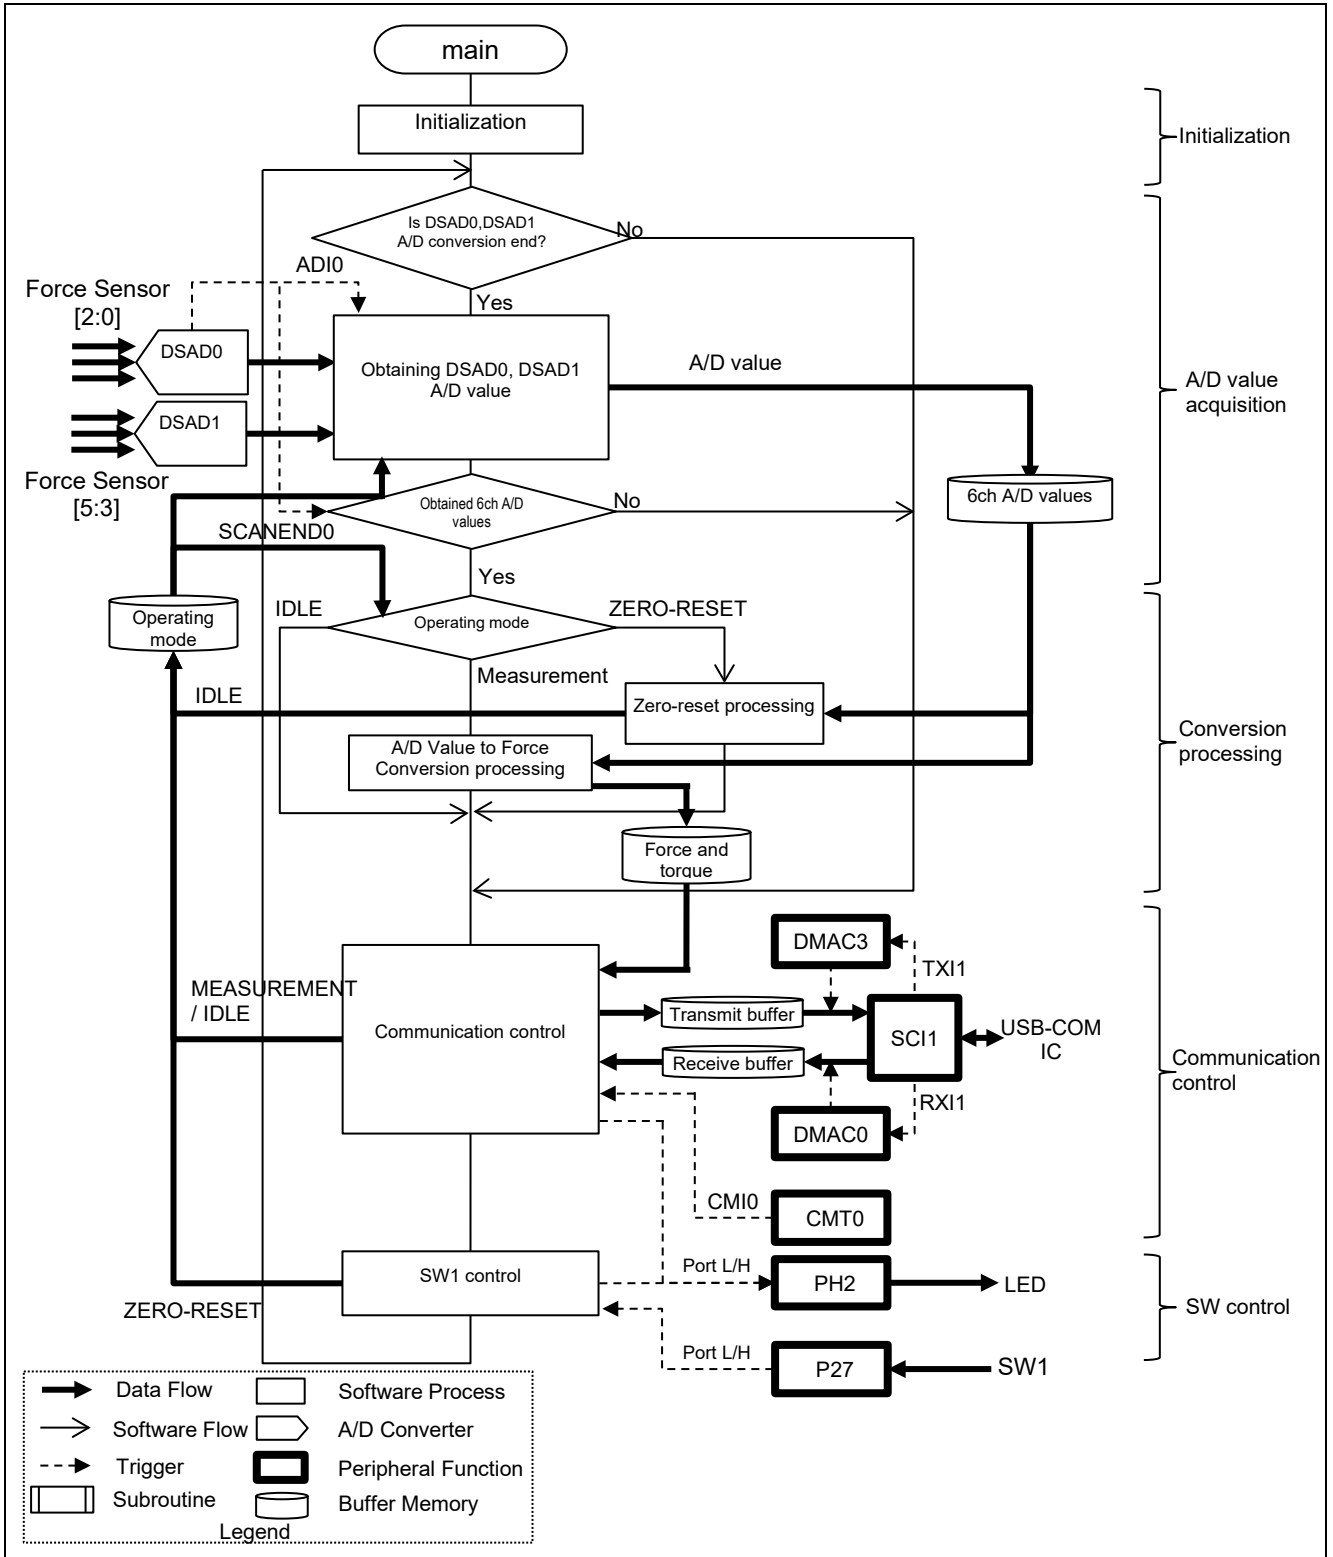 main
Initialization
Initialization
Is DSAD0,DSAD1
A/D conversion end?
No
ADI0
Force Sensor
[2:0]
Yes
DSAD0
Obtaining DSAD0, DSAD1
A/D value
A/D value
A/D value
acquisition
DSAD1
Force Sensor
[5:3]
Obtained 6ch A/D
values
No
6ch A/D values
SCANEND0
Yes
Operating
mode
IDLE
ZERO-RESET
Operating mode
Measurement
IDLE
Zero-reset processing
Conversion
processing
A/D Value to Force
Conversion processing
Force and
torque
DMAC3
TXI1
MEASUREMENT
/ IDLE
Communication control
Transmit buffer
SCI1
USB-COM
IC
Receive buffer
Communication
control
RXI1
DMAC0
CMI0
CMT0
SW1 control
Port L/H
PH2
LED
ZERO-RESET
SW control
Port L/H
P27
SW1
Data Flow
Software Process
Software Flow
A/D Converter
Trigger
Peripheral Function
Subroutine
Buffer Memory
Legend